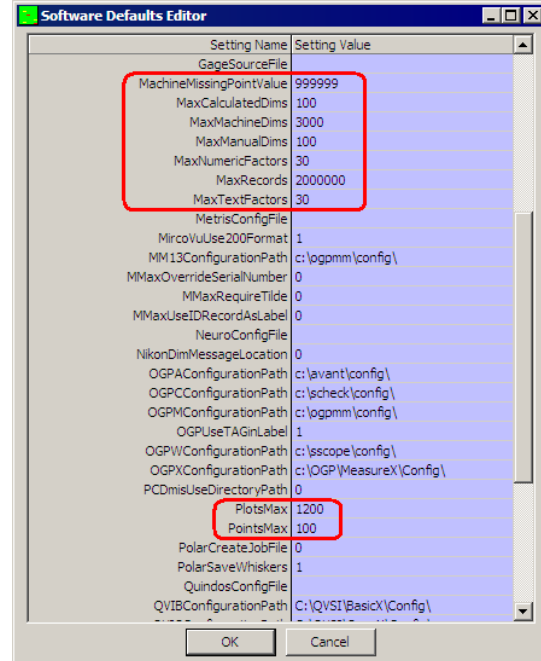 Software Defaults Editor
Setting Name Setting Value
GageSourceFile
MachineMissingPointValue 999999
MaxCalculatedDims 100
MaxMachineDims 3000
MaxManualDims 100
MaxNumericFactors 30
MaxRecords 2000000
MaxTextFactors 30
MetrisConfigFile
MircoVuUse200Format 1
MM13ConfigurationPath c:\ogpmm\config\
MMaxOverrideSerialNumber 0
MMaxRequireTilde 0
MMaxUseIDRecordAsLabel 0
NeuroConfigFile
NikonDimMessageLocation 0
OGPAConfigurationPath c:\avant\config\
OGPCConfigurationPath c:\scheck\config\
OGPMConfigurationPath c:\ogpmm\config\
OGPUseTAGinLabel 1
OGPWConfigurationPath c:\sscope\config\
OGPXConfigurationPath c:\OGP\MeasureX\Config\
PCDmisUseDirectoryPath 0
PlotsMax 1200
PointsMax 100
PolarCreateJobFile 0
PolarSaveWhiskers 1
QuindosConfigFile
QVIBConfigurationPath C:\QVSI\BasicX\Config\
OK Cancel